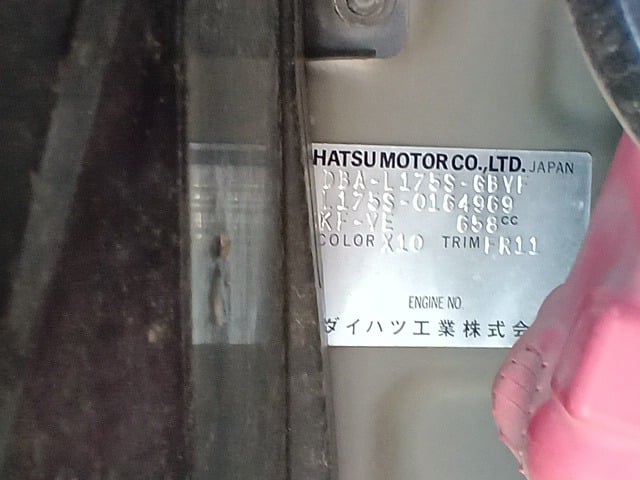 HATSU MOTOR CO.,LTD. JAPAN
DBA-L175S-GBVF
L175S-0164969
KF-VE 658cc
COLOR X10 TRIM FR11
ENGINE NO.
ダイハツ工業株式会